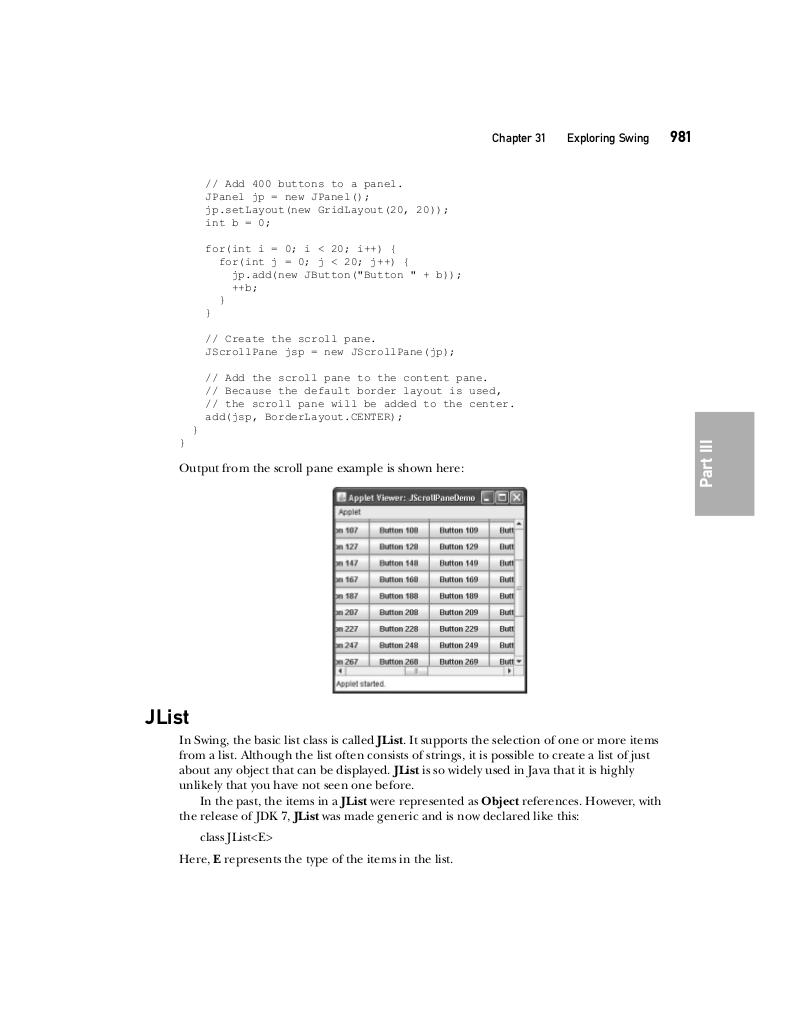 Chapter 31 Exploring Swing 981
// Add 400 buttons to a panel.
JPanel jp = new JPanel();
jp.setLayout(new GridLayout(20, 20));
int b = 0;
for(int i = 0; i < 20; i++) {
for(int j = 0; j < 20; j++) {
jp.add(new JButton("Button " + b));
++b;
}
}
// Create the scroll pane.
JScrollPane jsp = new JScrollPane(jp);
// Add the scroll pane to the content pane.
// Because the default border layout is used,
// the scroll pane will be added to the center.
add(jsp, BorderLayout.CENTER);
}
}
Part III
Output from the scroll pane example is shown here:
Applet Viewer: JScrollPaneDemo
Applet
on 107 Button 108 Button 109 Butt
on 127 Button 128 Button 129 Butt
on 147 Button 148 Button 149 Butt
on 167 Button 168 Button 169 Butt
on 187 Button 188 Button 189 Butt
on 207 Button 208 Button 209 Butt
on 227 Button 228 Button 229 Butt
on 247 Button 248 Button 249 Butt
on 267 Button 268 Button 269 Butt
Applet started.
JList
In Swing, the basic list class is called JList. It supports the selection of one or more items
from a list. Although the list often consists of strings, it is possible to create a list of just
about any object that can be displayed. JList is so widely used in Java that it is highly
unlikely that you have not seen one before.
In the past, the items in a JList were represented as Object references. However, with
the release of JDK 7, JList was made generic and is now declared like this:
class JList<E>
Here, E represents the type of the items in the list.